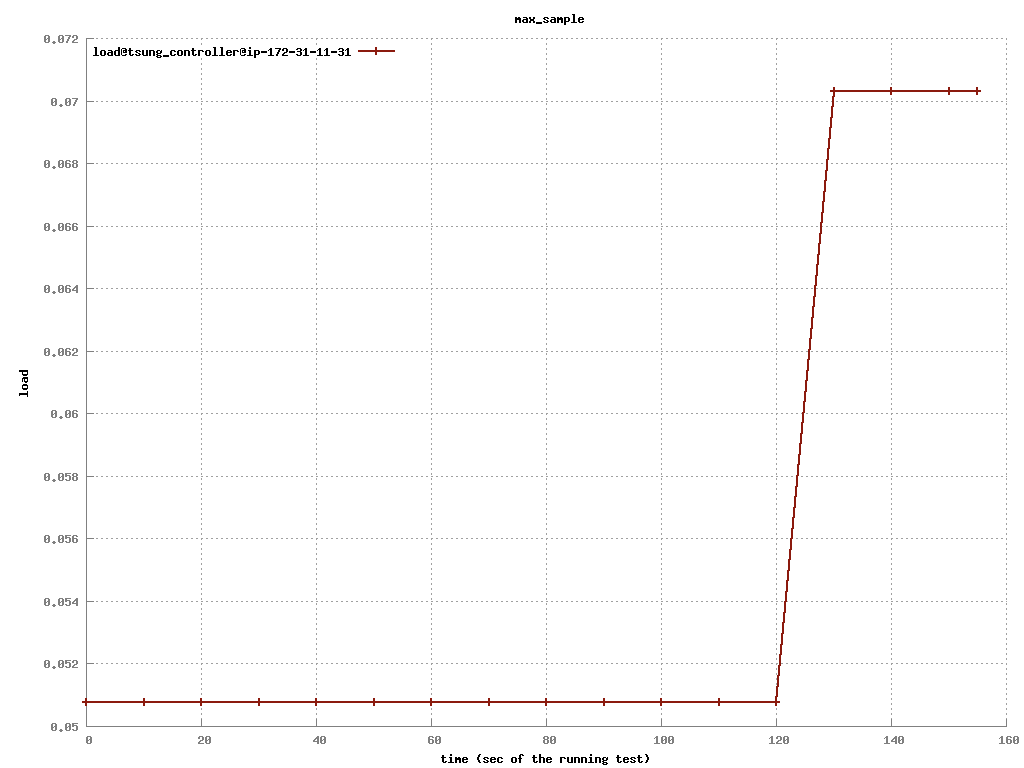 max_sample
load@tsung_controller@ip-172-31-11-31
0.072
0.07
0.068
0.066
0.064
0.062
0.06
0.058
0.056
0.054
0.052
0.05
load
0 20 40 60 80 100 120 140 160
time (sec of the running test)